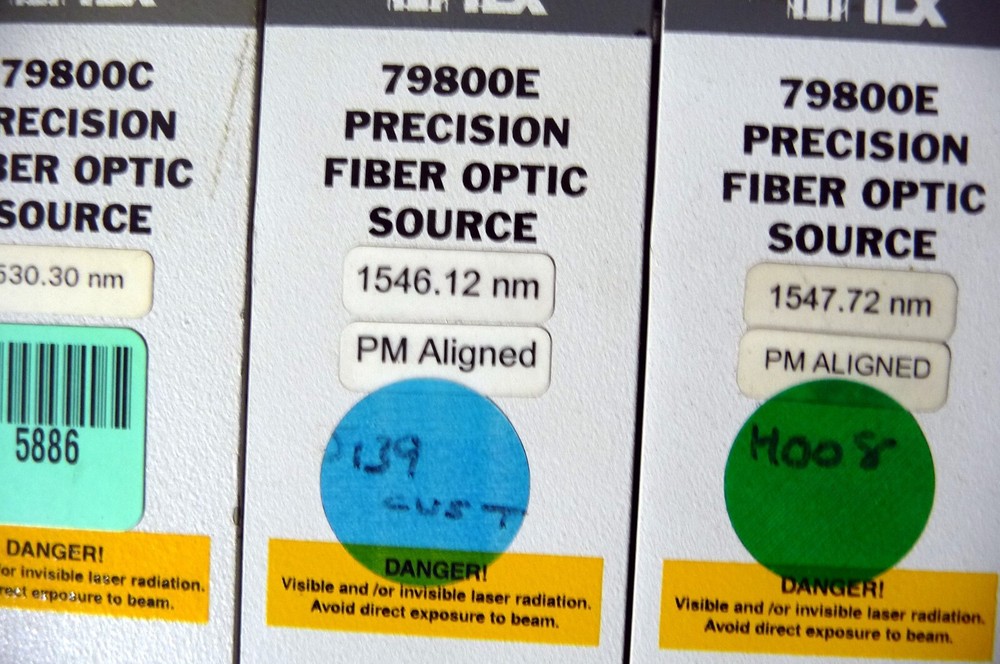 79800C
RECISION
BER OPTIC
SOURCE
530.30 nm
5886
DANGER!
or invisible laser radiation.
rect exposure to beam.
79800E
PRECISION
FIBER OPTIC
SOURCE
1546.12 nm
PM Aligned
139
CUST
DANGER!
Visible and /or invisible laser radiation.
Avoid direct exposure to beam.
79800E
PRECISION
FIBER OPTIC
SOURCE
1547.72 nm
PM ALIGNED
H008
DANGER!
Visible and /or invisible laser radiation.
Avoid direct exposure to beam.